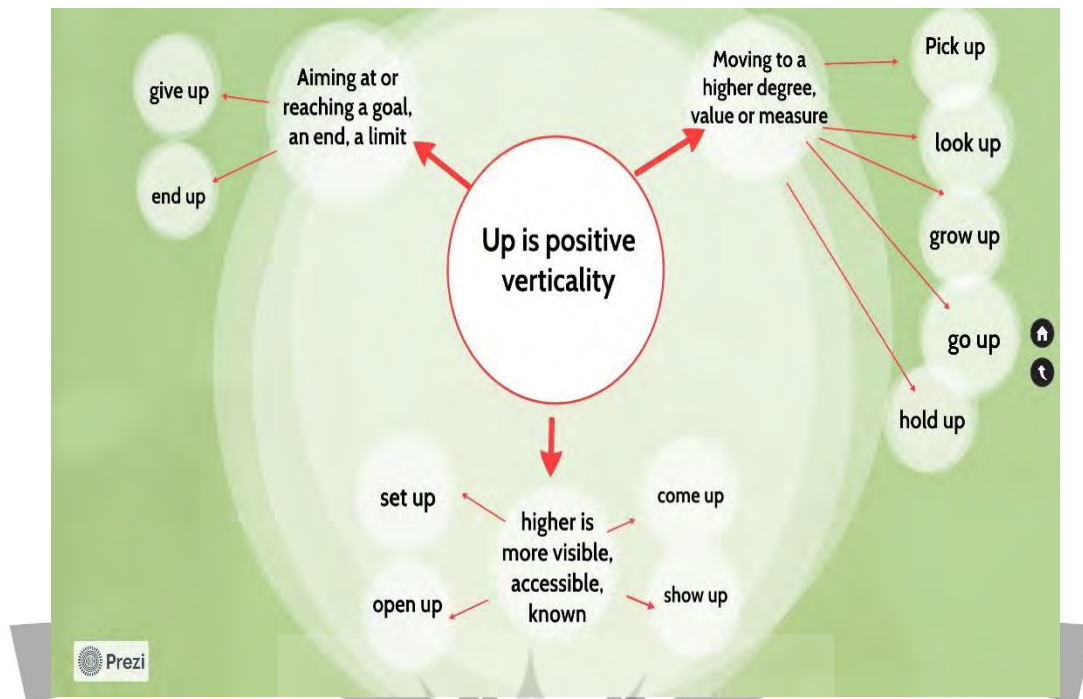 give up
end up
Aiming at or
reaching a goal,
an end, a limit
Up is positive
verticality
Moving to a
higher degree,
value or measure
Pick up
look up
grow up
go up
hold up
set up
open up
higher is
more visible,
accessible,
known
come up
show up
Prezi